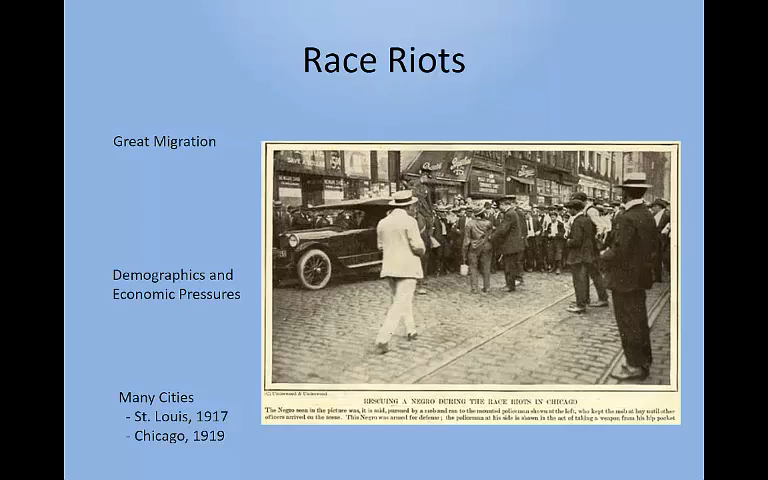 Race Riots
Great Migration
Demographics and
Economic Pressures
Many Cities
- St. Louis, 1917
- Chicago, 1919
(C) Underwood & Underwood
RESCUING A NEGRO DURING THE RACE RIOTS IN CHICAGO
The Negro seen in the picture was, it is said, pursued by a mob and ran to the mounted policeman shown at the left, who kept the mob at bay until other
officers arrived on the scene. This Negro was armed for defense; the policeman at his side is shown in the act of taking a weapon from his hip pocket